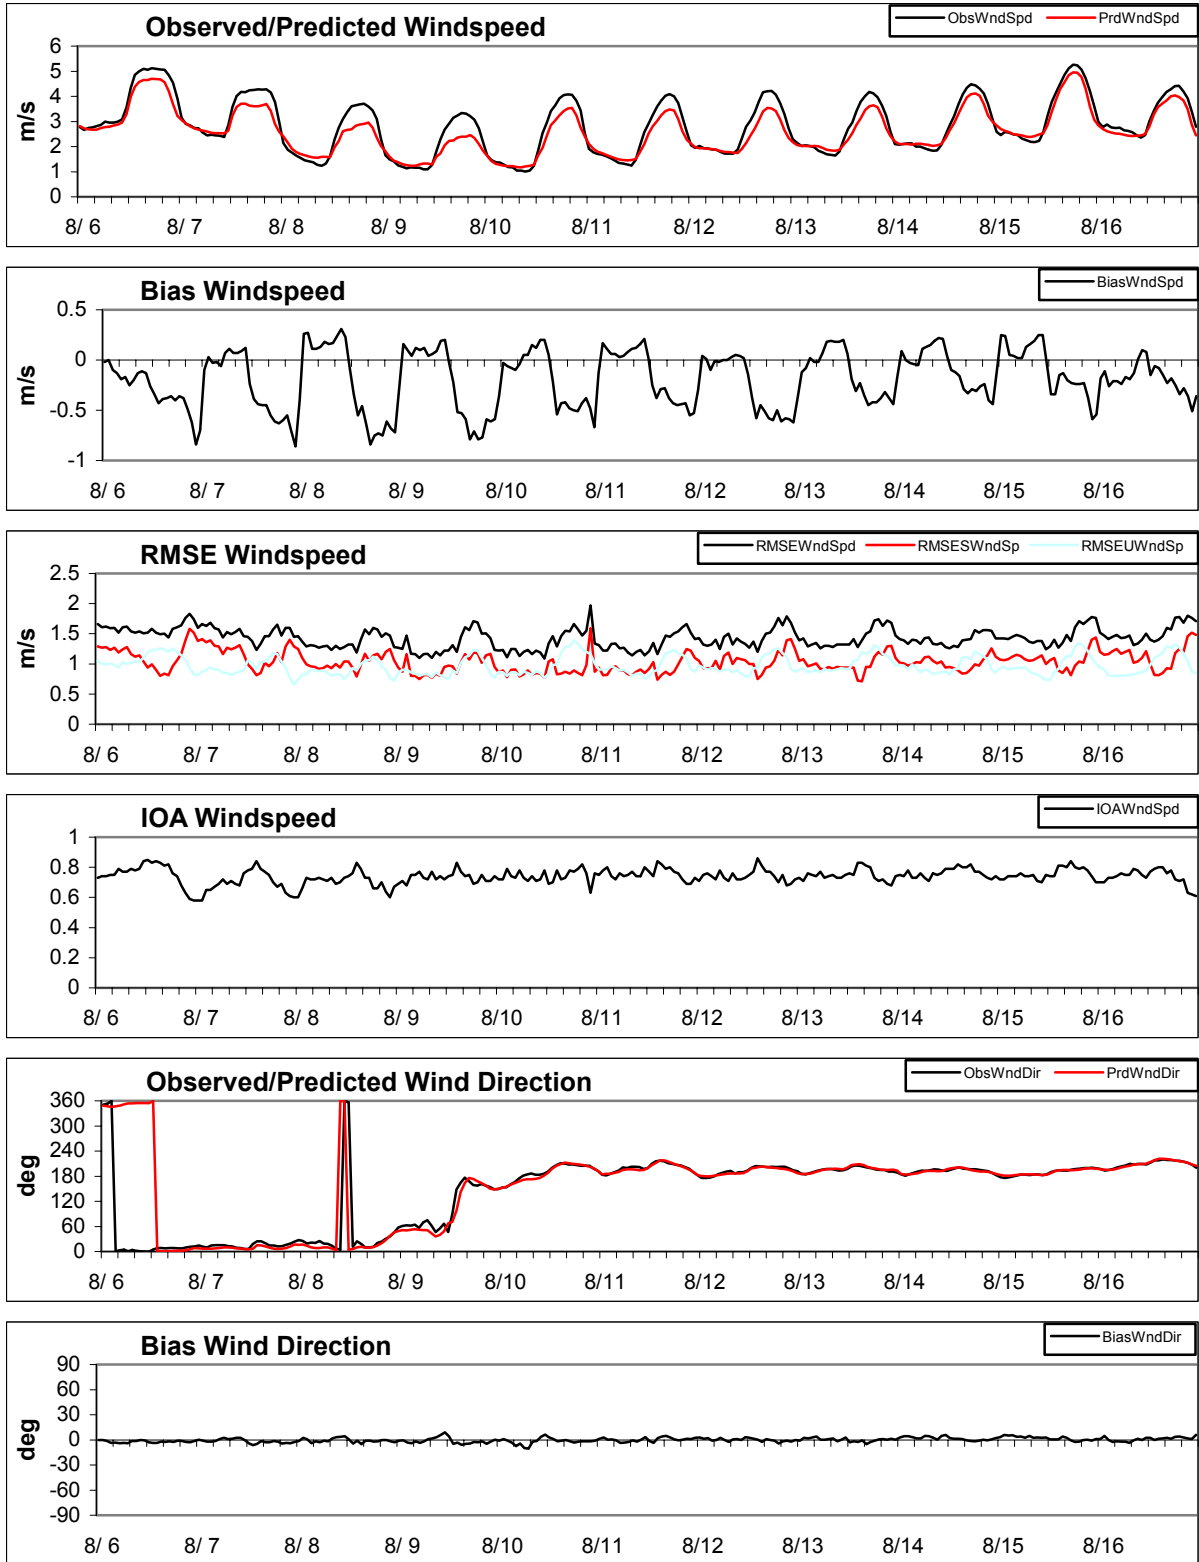 Observed/Predicted Windspeed
ObsWndSpd PrdWndSpd
6
5
4
3
2
1
0
m/s
8/ 6 8/ 7 8/ 8 8/ 9 8/10 8/11 8/12 8/13 8/14 8/15 8/16
Bias Windspeed
BiasWndSpd
0.5
0
-0.5
-1
m/s
8/ 6 8/ 7 8/ 8 8/ 9 8/10 8/11 8/12 8/13 8/14 8/15 8/16
RMSE Windspeed
RMSEWndSpd RMSESWndSp RMSEUWndSp
2.5
2
1.5
1
0.5
0
m/s
8/ 6 8/ 7 8/ 8 8/ 9 8/10 8/11 8/12 8/13 8/14 8/15 8/16
IOA Windspeed
IOAWndSpd
1
0.8
0.6
0.4
0.2
0
8/ 6 8/ 7 8/ 8 8/ 9 8/10 8/11 8/12 8/13 8/14 8/15 8/16
Observed/Predicted Wind Direction
ObsWndDir PrdWndDir
360
300
240
180
120
60
0
deg
8/ 6 8/ 7 8/ 8 8/ 9 8/10 8/11 8/12 8/13 8/14 8/15 8/16
Bias Wind Direction
BiasWndDir
90
60
30
0
-30
-60
-90
deg
8/ 6 8/ 7 8/ 8 8/ 9 8/10 8/11 8/12 8/13 8/14 8/15 8/16